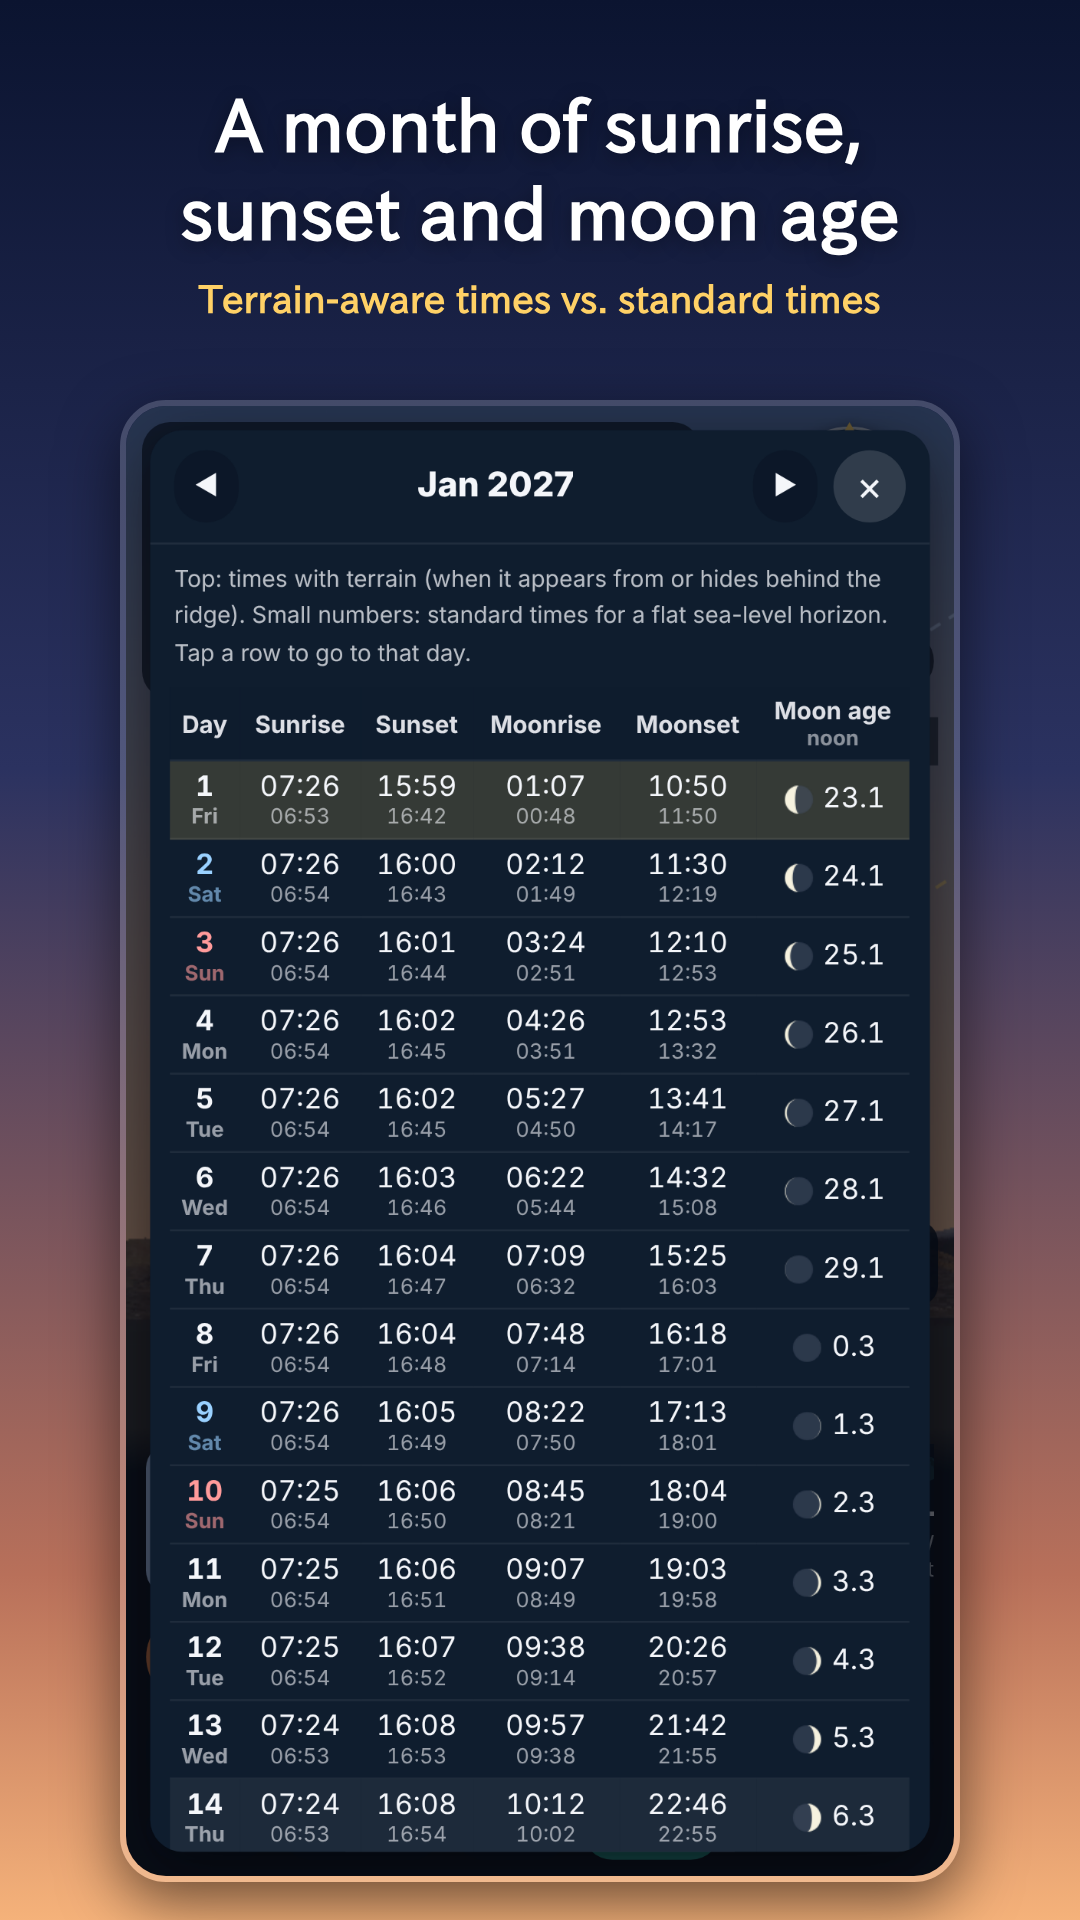 A month of sunrise,
sunset and moon age
Terrain-aware times vs. standard times
◀ Jan 2027 ▶ ×
Top: times with terrain (when it appears from or hides behind the
ridge). Small numbers: standard times for a flat sea-level horizon.
Tap a row to go to that day.
Day Sunrise Sunset Moonrise Moonset Moon age
noon
1 07:26 15:59 01:07 10:50 23.1
Fri 06:53 16:42 00:48 11:50
2 07:26 16:00 02:12 11:30 24.1
Sat 06:54 16:43 01:49 12:19
3 07:26 16:01 03:24 12:10 25.1
Sun 06:54 16:44 02:51 12:53
4 07:26 16:02 04:26 12:53 26.1
Mon 06:54 16:45 03:51 13:32
5 07:26 16:02 05:27 13:41 27.1
Tue 06:54 16:45 04:50 14:17
6 07:26 16:03 06:22 14:32 28.1
Wed 06:54 16:46 05:44 15:08
7 07:26 16:04 07:09 15:25 29.1
Thu 06:54 16:47 06:32 16:03
8 07:26 16:04 07:48 16:18 0.3
Fri 06:54 16:48 07:14 17:01
9 07:26 16:05 08:22 17:13 1.3
Sat 06:54 16:49 07:50 18:01
10 07:25 16:06 08:45 18:04 2.3
Sun 06:54 16:50 08:21 19:00
11 07:25 16:06 09:07 19:03 3.3
Mon 06:54 16:51 08:49 19:58
12 07:25 16:07 09:38 20:26 4.3
Tue 06:54 16:52 09:14 20:57
13 07:24 16:08 09:57 21:42 5.3
Wed 06:53 16:53 09:38 21:55
14 07:24 16:08 10:12 22:46 6.3
Thu 06:53 16:54 10:02 22:55